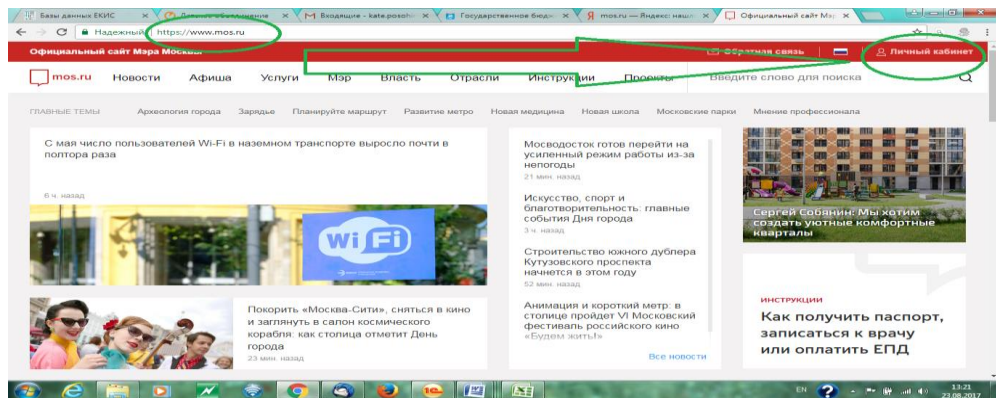 Базы данных ЕКИС
Входящие - kate.posoh
Государственное бюдж
mos.ru — Яндекс: наш
Официальный сайт Мэр
Надежный https://www.mos.ru
Официальный сайт Мэра Москвы
Обратная связь
Личный кабинет
mos.ru Новости Афиша Услуги Мэр Власть Отрасли Инструкции Проекты Введите слово для поиска
ГЛАВНЫЕ ТЕМЫ Археология города Зарядье Планируйте маршрут Развитие метро Новая медицина Новая школа Московские парки Мнение профессионала
С мая число пользователей Wi-Fi в наземном транспорте выросло почти в
полтора раза
6 ч. назад
Wi Fi
Покорить «Москва-Сити», сняться в кино
и заглянуть в салон космического
корабля: как столица отметит День
города
23 мин. назад
Мосводосток готов перейти на
усиленный режим работы из-за
непогоды
21 мин. назад
Искусство, спорт и
благотворительность: главные
события Дня города
3 ч. назад
Строительство южного дублера
Кутузовского проспекта
начнется в этом году
52 мин. назад
Анимация и короткий метр: в
столице пройдет VI Московский
фестиваль российского кино
«Будем жить!»
Все новости
Сергей Собянин: Мы хотим
создать уютные комфортные
кварталы
ИНСТРУКЦИИ
Как получить паспорт,
записаться к врачу
или оплатить ЕПД
EN
13:21
23.08.2017